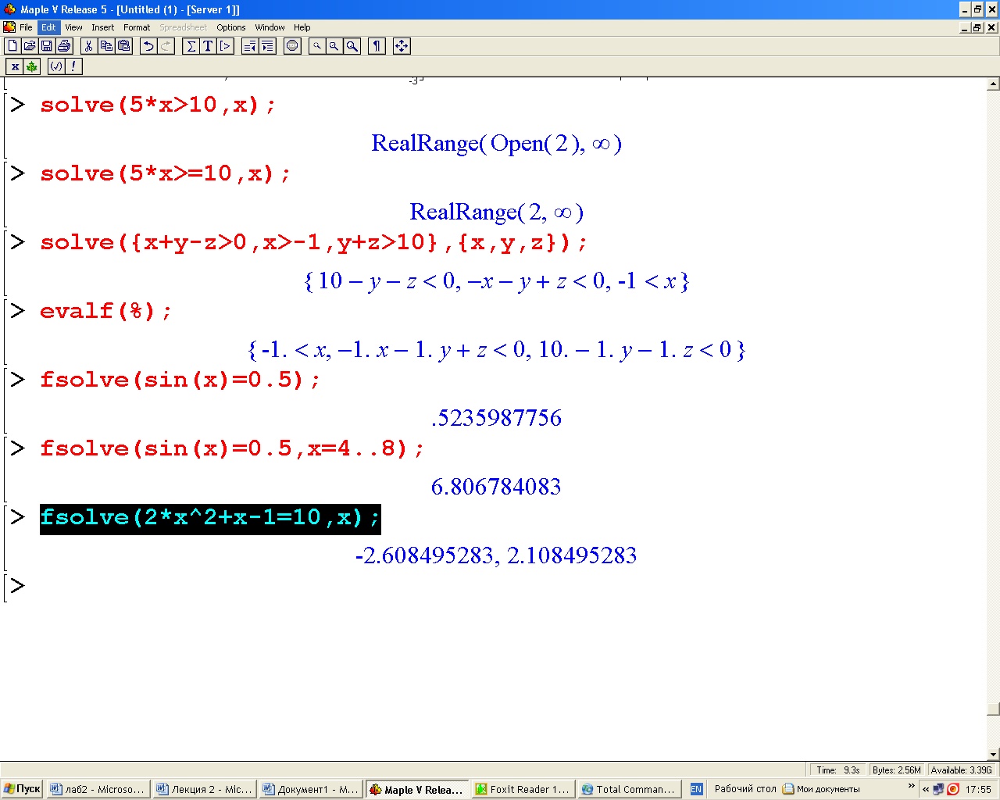 Maple V Release 5 - [Untitled (1) - [Server 1]]
File Edit View Insert Format Spreadsheet Options Window Help
-3
> solve(5*x>10,x);
RealRange( Open( 2 ), ∞ )
> solve(5*x>=10,x);
RealRange( 2, ∞ )
> solve({x+y-z>0,x>-1,y+z>10},{x,y,z});
{ 10 − y − z < 0, −x − y + z < 0, -1 < x }
> evalf(%);
{ -1. < x, −1. x − 1. y + z < 0, 10. − 1. y − 1. z < 0 }
> fsolve(sin(x)=0.5);
.5235987756
> fsolve(sin(x)=0.5,x=4..8);
6.806784083
> fsolve(2*x^2+x-1=10,x);
-2.608495283, 2.108495283
>
Time: 9.3s Bytes: 2.56M Available: 3.39G
Пуск лаб2 - Microso... Лекция 2 - Mic... Документ1 - M... Maple V Relea... Foxit Reader 1... Total Comman... EN Рабочий стол Мои документы » « 17:55